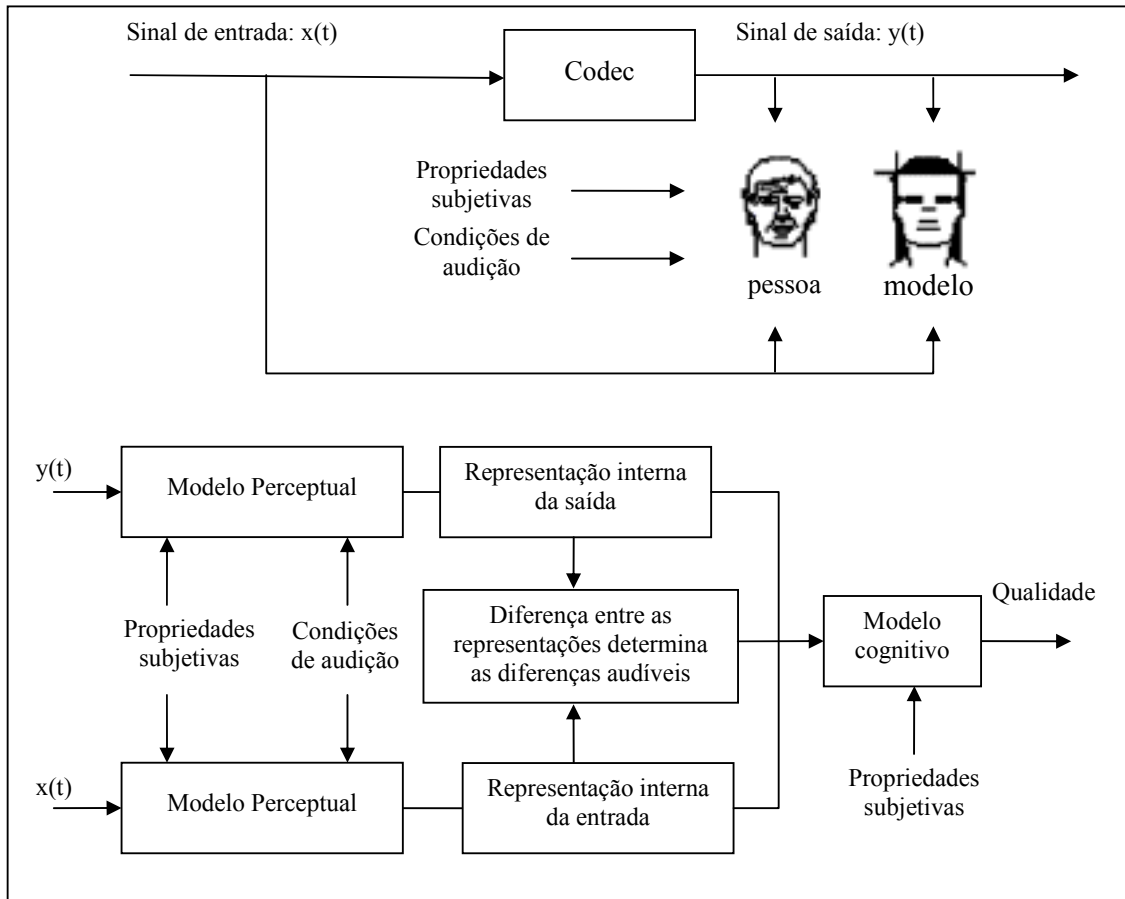 Sinal de entrada: x(t)
Sinal de saída: y(t)
Codec
Propriedades
subjetivas
Condições de
audição
pessoa
modelo
y(t)
Modelo Perceptual
Representação interna
da saída
Propriedades
subjetivas
Condições
de audição
Diferença entre as
representações determina
as diferenças audíveis
Modelo
cognitivo
Qualidade
x(t)
Modelo Perceptual
Representação interna
da entrada
Propriedades
subjetivas